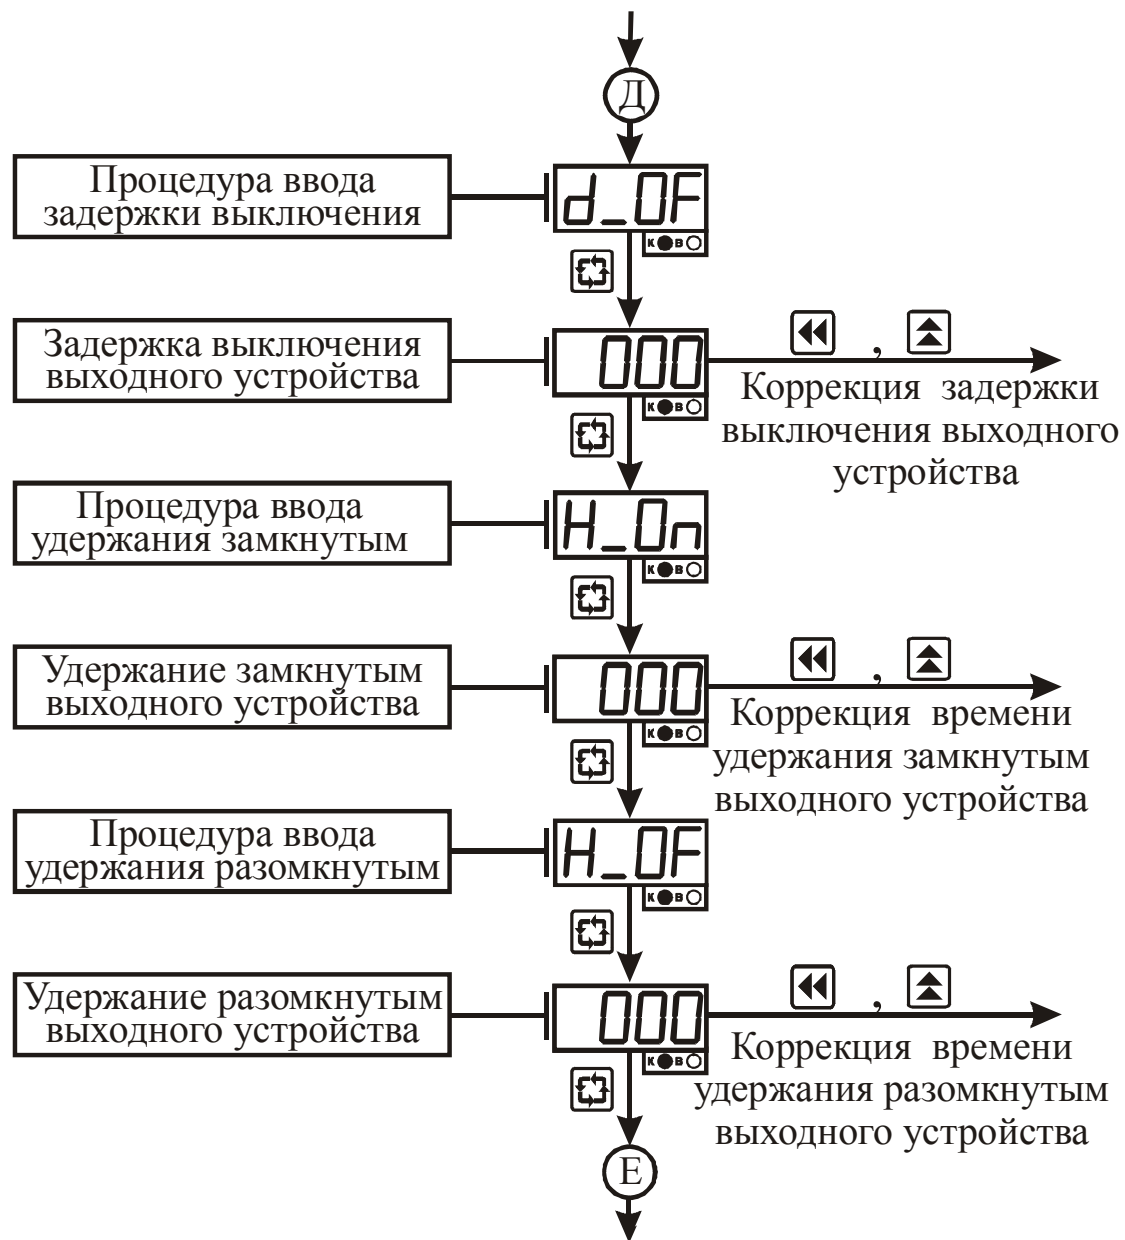 Д
Процедура ввода
задержки выключения
d_OF
К В
Задержка выключения
выходного устройства
000
К В
,
Коррекция задержки
выключения выходного
устройства
Процедура ввода
удержания замкнутым
H_On
К В
Удержание замкнутым
выходного устройства
000
К В
,
Коррекция времени
удержания замкнутым
выходного устройства
Процедура ввода
удержания разомкнутым
H_OF
К В
Удержание разомкнутым
выходного устройства
000
К В
,
Коррекция времени
удержания разомкнутым
выходного устройства
Е